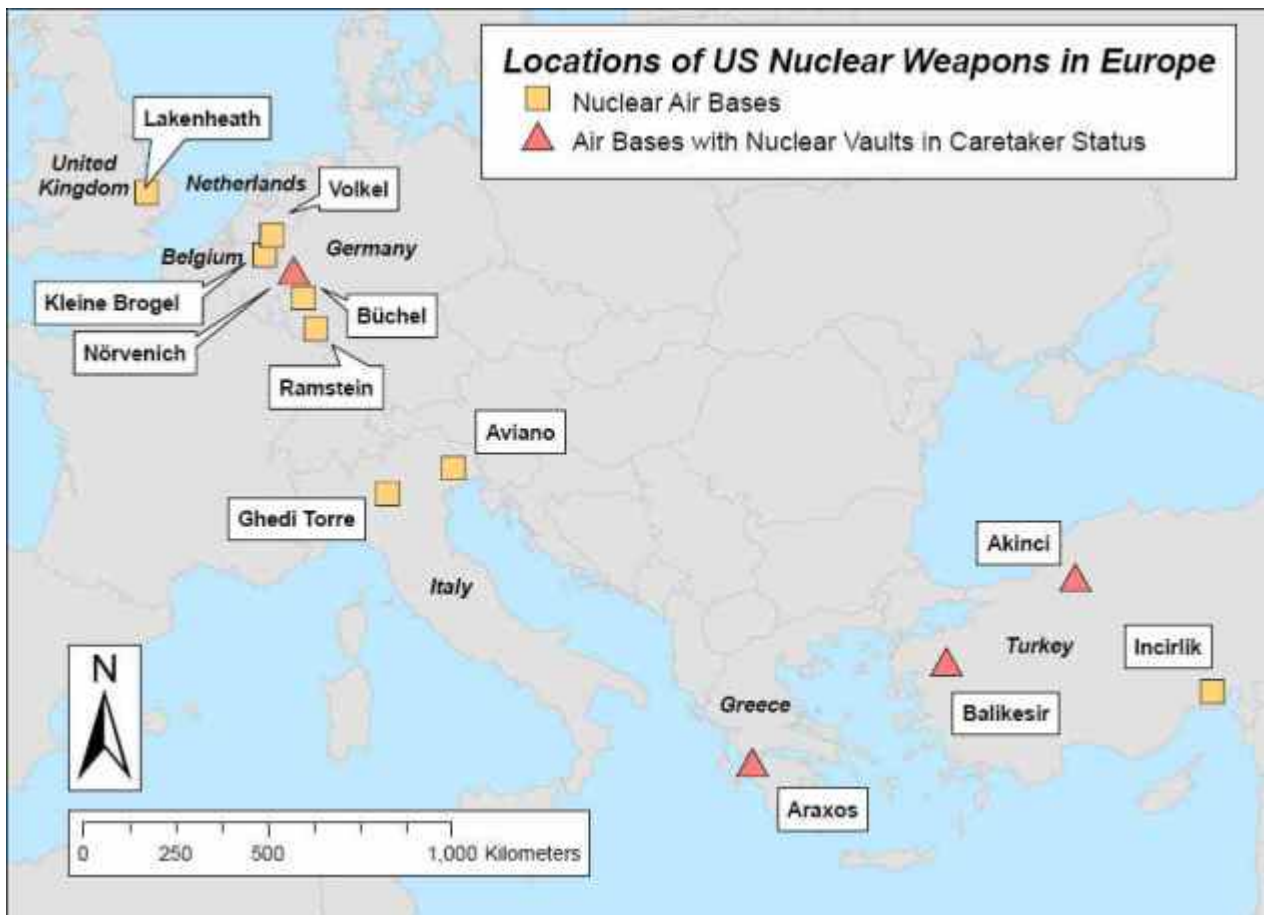 Locations of US Nuclear Weapons in Europe
Nuclear Air Bases
Air Bases with Nuclear Vaults in Caretaker Status
Lakenheath
United
Kingdom
Netherlands
Volkel
Belgium
Germany
Kleine Brogel
Büchel
Nörvenich
Ramstein
Aviano
Ghedi Torre
Akinci
Italy
Turkey
Incirlik
N
Greece
Balikesir
Araxos
0 250 500 1,000 Kilometers